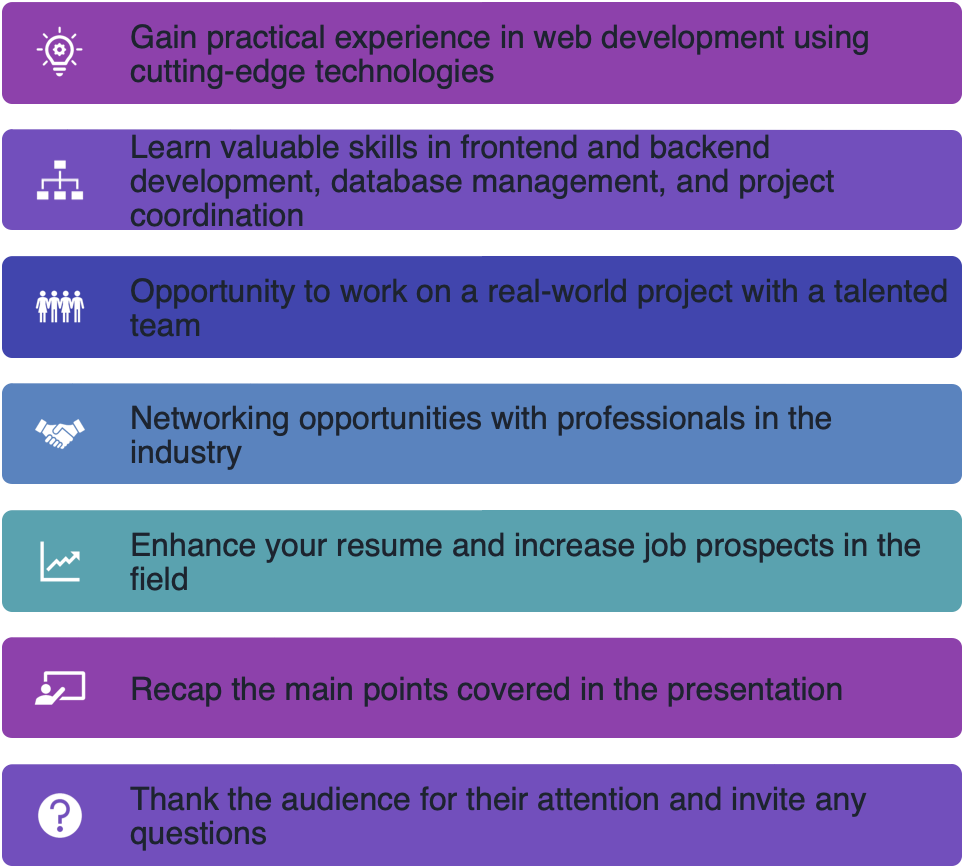 Gain practical experience in web development using
cutting-edge technologies
Learn valuable skills in frontend and backend
development, database management, and project
coordination
Opportunity to work on a real-world project with a talented
team
Networking opportunities with professionals in the
industry
Enhance your resume and increase job prospects in the
field
Recap the main points covered in the presentation
Thank the audience for their attention and invite any
questions